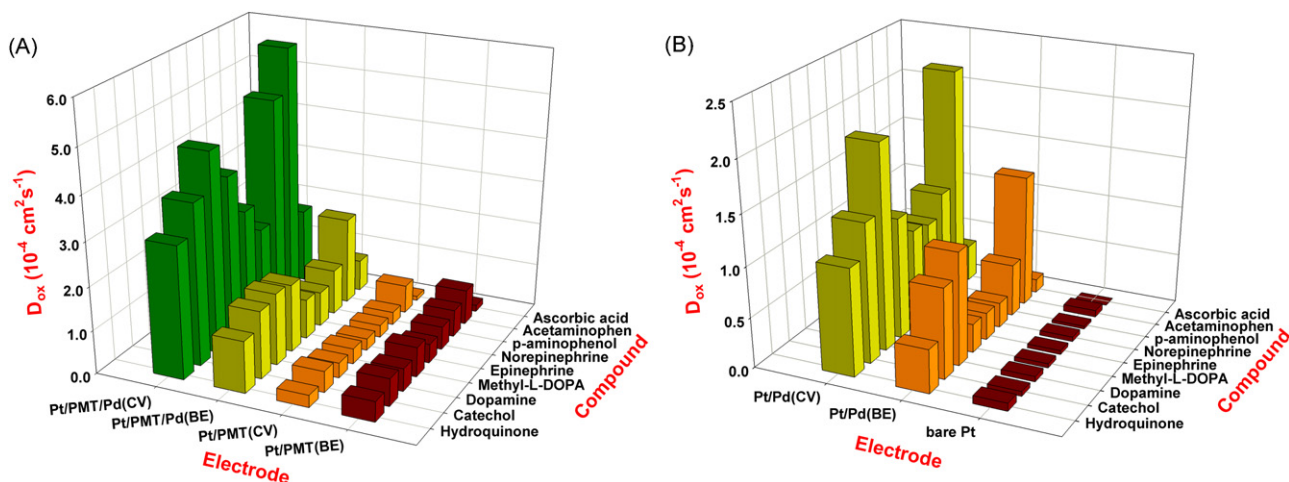 (A)
6.0
5.0
4.0
3.0
2.0
1.0
0.0
Dox (10-4 cm2s-1)
Pt/PMT/Pd(CV)
Pt/PMT/Pd(BE)
Pt/PMT(CV)
Pt/PMT(BE)
Electrode
Ascorbic acid
Acetaminophen
p-aminophenol
Norepinephrine
Epinephrine
Methyl-L-DOPA
Dopamine
Catechol
Hydroquinone
Compound
(B)
2.5
2.0
1.5
1.0
0.5
0.0
Dox (10-4 cm2s-1)
Pt/Pd(CV)
Pt/Pd(BE)
bare Pt
Electrode
Ascorbic acid
Acetaminophen
p-aminophenol
Norepinephrine
Epinephrine
Methyl-L-DOPA
Dopamine
Catechol
Hydroquinone
Compound